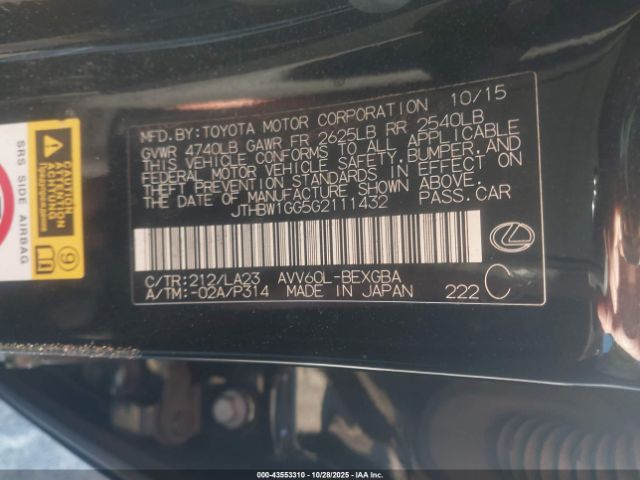 MFD.BY:TOYOTA MOTOR CORPORATION 10/15
GVWR 4740LB GAWR FR 2625LB RR 2540LB
THIS VEHICLE CONFORMS TO ALL APPLICABLE
FEDERAL MOTOR VEHICLE SAFETY,BUMPER,AND
THEFT PREVENTION STANDARDS IN EFFECT ON
THE DATE OF MANUFACTURE SHOWN ABOVE.
JTHBW1GG5G2111432 PASS.CAR
C/TR:212/LA23 AVV60L-BEXGBA
A/TM:-02A/P314 MADE IN JAPAN 222 C
SRS SIDE AIRBAG
CAUTION
ATTENTION
ACHTUNG
9
000-43553310 | 10/28/2025 | IAA Inc.